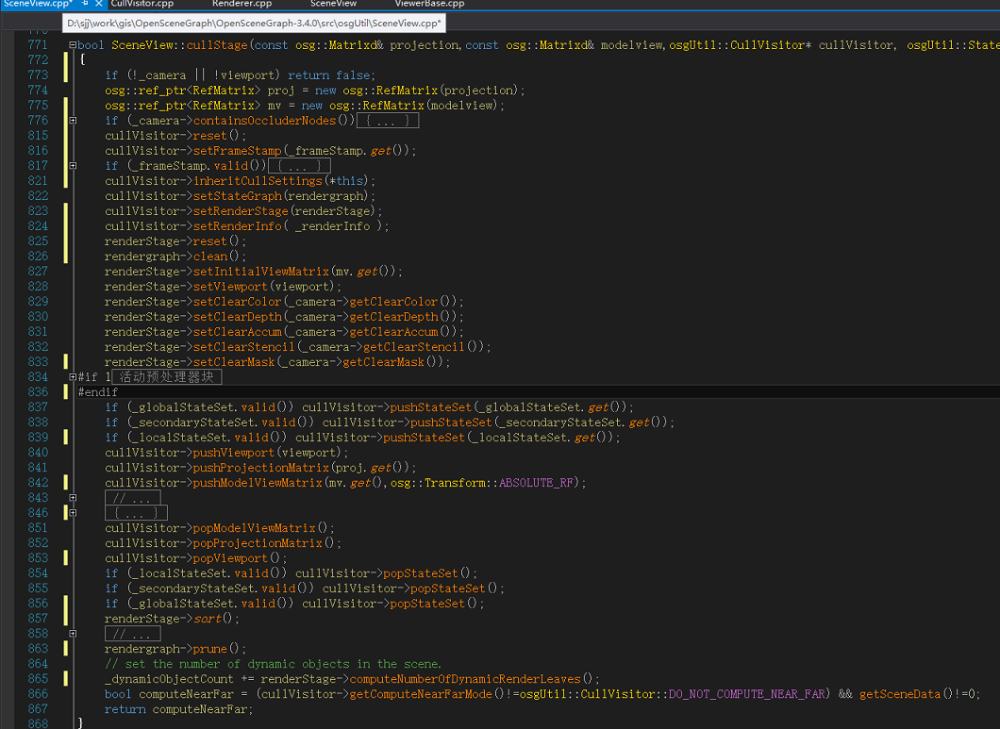 SceneView.cpp* CullVisitor.cpp Renderer.cpp SceneView ViewerBase.cpp
D:\sjj\work\gis\OpenSceneGraph\OpenSceneGraph-3.4.0\src\osgUtil\SceneView.cpp*
771 bool SceneView::cullStage(const osg::Matrixd& projection,const osg::Matrixd& modelview,osgUtil::CullVisitor* cullVisitor, osgUtil::State
772 {
773 if (!_camera || !viewport) return false;
774 osg::ref_ptr<RefMatrix> proj = new osg::RefMatrix(projection);
775 osg::ref_ptr<RefMatrix> mv = new osg::RefMatrix(modelview);
776 if (_camera->containsOccluderNodes()) { ... }
815 cullVisitor->reset();
816 cullVisitor->setFrameStamp(_frameStamp.get());
817 if (_frameStamp.valid()) { ... }
821 cullVisitor->inheritCullSettings(*this);
822 cullVisitor->setStateGraph(rendergraph);
823 cullVisitor->setRenderStage(renderStage);
824 cullVisitor->setRenderInfo( _renderInfo );
825 renderStage->reset();
826 rendergraph->clean();
827 renderStage->setInitialViewMatrix(mv.get());
828 renderStage->setViewport(viewport);
829 renderStage->setClearColor(_camera->getClearColor());
830 renderStage->setClearDepth(_camera->getClearDepth());
831 renderStage->setClearAccum(_camera->getClearAccum());
832 renderStage->setClearStencil(_camera->getClearStencil());
833 renderStage->setClearMask(_camera->getClearMask());
834 #if 1 活动预处理器块
836 #endif
837 if (_globalStateSet.valid()) cullVisitor->pushStateSet(_globalStateSet.get());
838 if (_secondaryStateSet.valid()) cullVisitor->pushStateSet(_secondaryStateSet.get());
839 if (_localStateSet.valid()) cullVisitor->pushStateSet(_localStateSet.get());
840 cullVisitor->pushViewport(viewport);
841 cullVisitor->pushProjectionMatrix(proj.get());
842 cullVisitor->pushModelViewMatrix(mv.get(),osg::Transform::ABSOLUTE_RF);
843 // ...
846 { ... }
851 cullVisitor->popModelViewMatrix();
852 cullVisitor->popProjectionMatrix();
853 cullVisitor->popViewport();
854 if (_localStateSet.valid()) cullVisitor->popStateSet();
855 if (_secondaryStateSet.valid()) cullVisitor->popStateSet();
856 if (_globalStateSet.valid()) cullVisitor->popStateSet();
857 renderStage->sort();
858 // ...
863 rendergraph->prune();
864 // set the number of dynamic objects in the scene.
865 _dynamicObjectCount += renderStage->computeNumberOfDynamicRenderLeaves();
866 bool computeNearFar = (cullVisitor->getComputeNearFarMode()!=osgUtil::CullVisitor::DO_NOT_COMPUTE_NEAR_FAR) && getSceneData()!=0;
867 return computeNearFar;
868 }